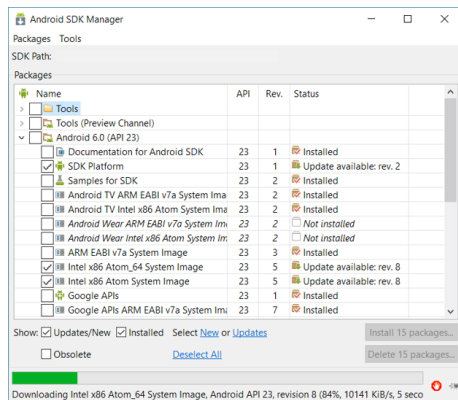 Android SDK Manager
Packages Tools
SDK Path:
Packages
Name API Rev. Status
Tools
Tools (Preview Channel)
Android 6.0 (API 23)
Documentation for Android SDK 23 1 Installed
SDK Platform 23 1 Update available: rev. 2
Samples for SDK 23 2 Installed
Android TV ARM EABI v7a System Ima 23 2 Installed
Android TV Intel x86 Atom System Ima 23 2 Installed
Android Wear ARM EABI v7a System Im 23 2 Not installed
Android Wear Intel x86 Atom System Im 23 2 Not installed
ARM EABI v7a System Image 23 3 Installed
Intel x86 Atom_64 System Image 23 5 Update available: rev. 8
Intel x86 Atom System Image 23 5 Update available: rev. 8
Google APIs 23 1 Installed
Google APIs ARM EABI v7a System Ima 23 7 Installed
Show: Updates/New Installed Select New or Updates Install 15 packages...
Obsolete Deselect All Delete 15 packages...
Downloading Intel x86 Atom_64 System Image, Android API 23, revision 8 (84%, 10141 KiB/s, 5 seco